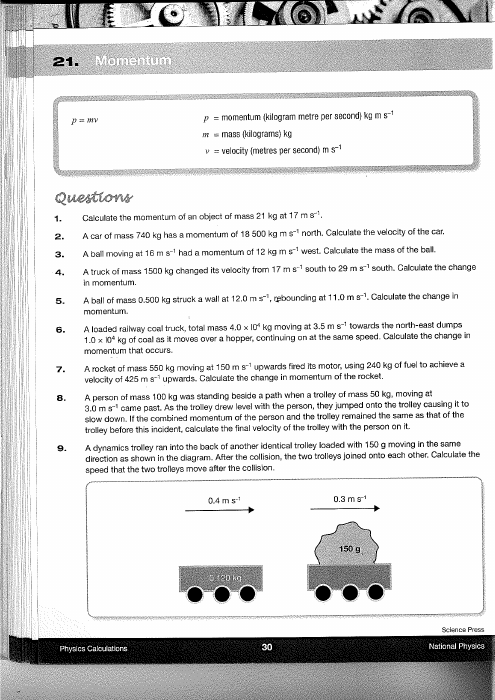 21. Momentum
p = mv
p = momentum (kilogram metre per second) kg m s⁻¹
m = mass (kilograms) kg
v = velocity (metres per second) m s⁻¹
Questions
1. Calculate the momentum of an object of mass 21 kg at 17 m s⁻¹.
2. A car of mass 740 kg has a momentum of 18 500 kg m s⁻¹ north. Calculate the velocity of the car.
3. A ball moving at 16 m s⁻¹ had a momentum of 12 kg m s⁻¹ west. Calculate the mass of the ball.
4. A truck of mass 1500 kg changed its velocity from 17 m s⁻¹ south to 29 m s⁻¹ south. Calculate the change
in momentum.
5. A ball of mass 0.500 kg struck a wall at 12.0 m s⁻¹, rebounding at 11.0 m s⁻¹. Calculate the change in
momentum.
6. A loaded railway coal truck, total mass 4.0 x 10⁴ kg moving at 3.5 m s⁻¹ towards the north-east dumps
1.0 x 10⁴ kg of coal as it moves over a hopper, continuing on at the same speed. Calculate the change in
momentum that occurs.
7. A rocket of mass 550 kg moving at 150 m s⁻¹ upwards fired its motor, using 240 kg of fuel to achieve a
velocity of 425 m s⁻¹ upwards. Calculate the change in momentum of the rocket.
8. A person of mass 100 kg was standing beside a path when a trolley of mass 50 kg, moving at
3.0 m s⁻¹ came past. As the trolley drew level with the person, they jumped onto the trolley causing it to
slow down. If the combined momentum of the person and the trolley remained the same as that of the
trolley before this incident, calculate the final velocity of the trolley with the person on it.
9. A dynamics trolley ran into the back of another identical trolley loaded with 150 g moving in the same
direction as shown in the diagram. After the collision, the two trolleys joined onto each other. Calculate the
speed that the two trolleys move after the collision.
0.4 m s⁻¹
0.3 m s⁻¹
150 g
0.120 kg
Science Press
Physics Calculations
30
National Physics